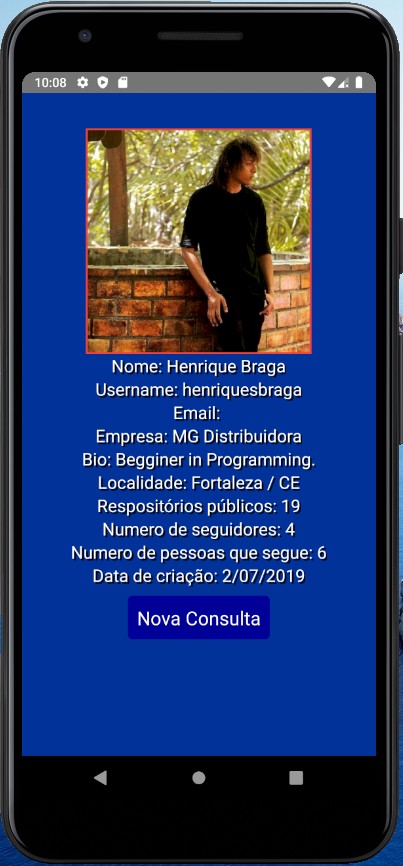 10:08
Nome: Henrique Braga
Username: henriquesbraga
Email:
Empresa: MG Distribuidora
Bio: Begginer in Programming.
Localidade: Fortaleza / CE
Respositórios públicos: 19
Numero de seguidores: 4
Numero de pessoas que segue: 6
Data de criação: 2/07/2019
Nova Consulta